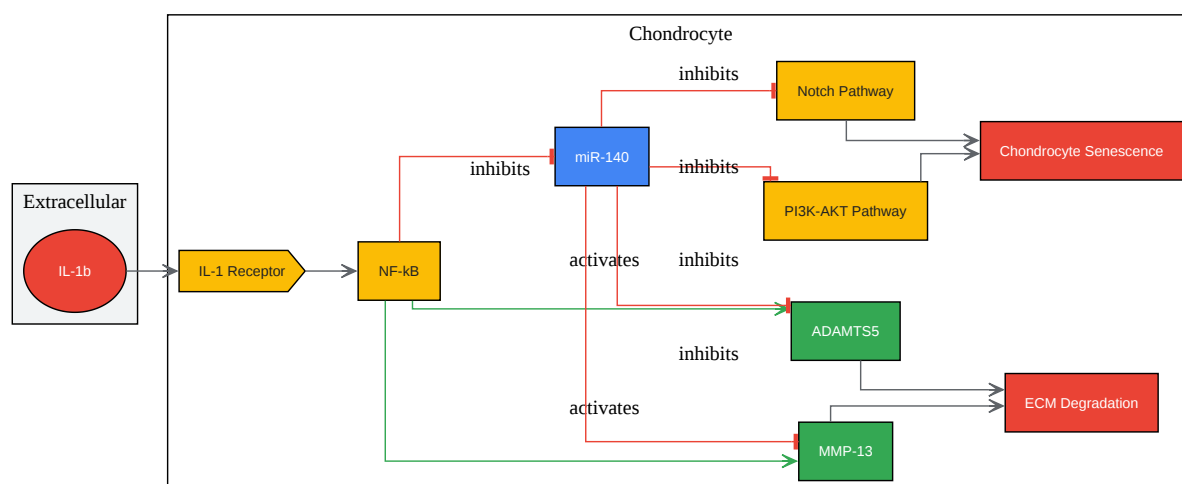 Chondrocyte
inhibits
Notch Pathway
miR-140
Chondrocyte Senescence
inhibits
inhibits
Extracellular
PI3K-AKT Pathway
IL-1b
IL-1 Receptor
NF-kB
activates
inhibits
ADAMTS5
inhibits
ECM Degradation
activates
MMP-13